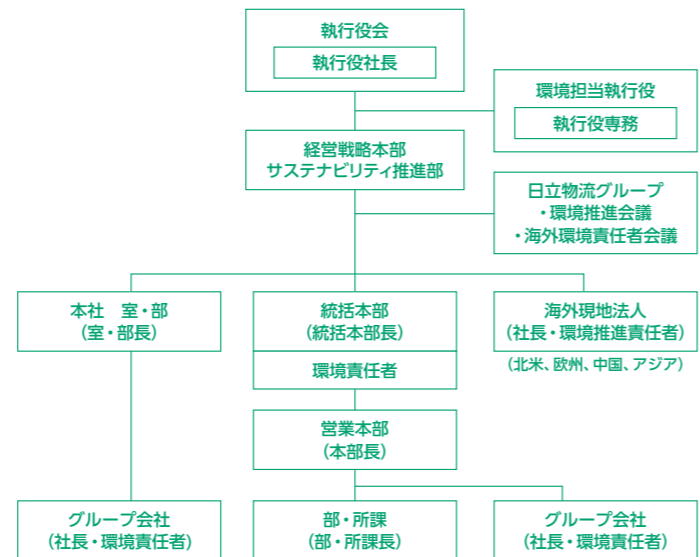 執行役会
執行役社長
環境担当執行役
執行役専務
経営戦略本部
サステナビリティ推進部
日立物流グループ
・環境推進会議
・海外環境責任者会議
本社　室・部
（室・部長）
統括本部
（統括本部長）
環境責任者
海外現地法人
（社長・環境推進責任者）
（北米、欧州、中国、アジア）
営業本部
（本部長）
グループ会社
（社長・環境責任者）
部・所課
（部・所課長）
グループ会社
（社長・環境責任者）